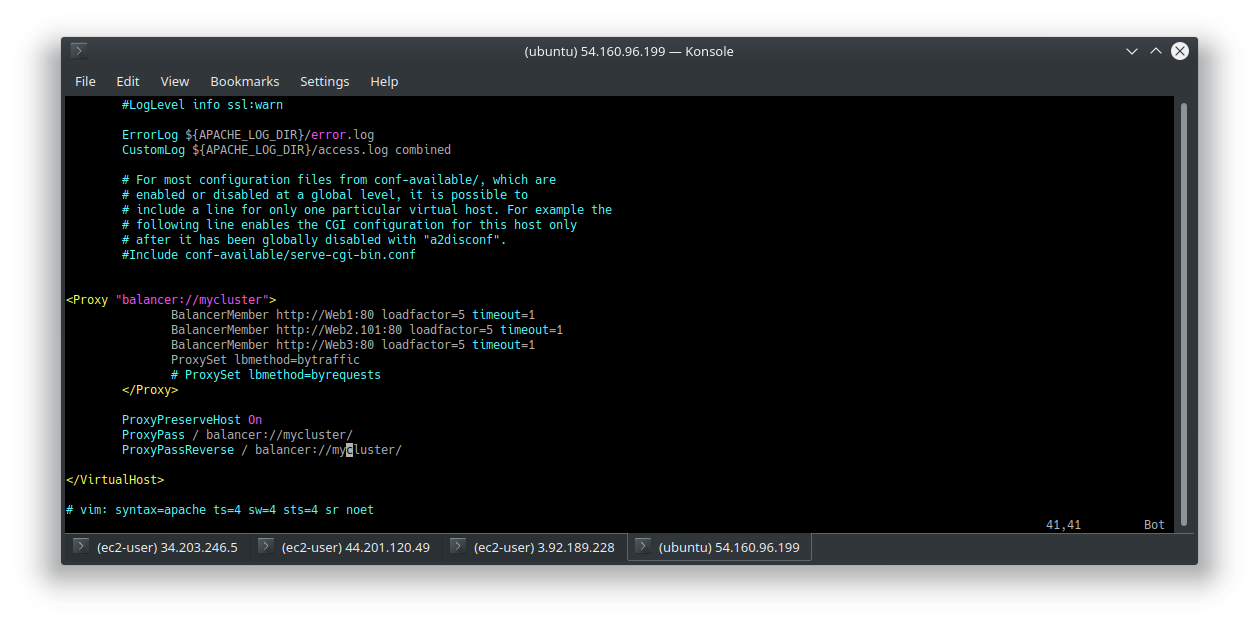 (ubuntu) 54.160.96.199 — Konsole
File Edit View Bookmarks Settings Help
#LogLevel info ssl:warn
ErrorLog ${APACHE_LOG_DIR}/error.log
CustomLog ${APACHE_LOG_DIR}/access.log combined
# For most configuration files from conf-available/, which are
# enabled or disabled at a global level, it is possible to
# include a line for only one particular virtual host. For example the
# following line enables the CGI configuration for this host only
# after it has been globally disabled with "a2disconf".
#Include conf-available/serve-cgi-bin.conf
<Proxy "balancer://mycluster">
BalancerMember http://Web1:80 loadfactor=5 timeout=1
BalancerMember http://Web2.101:80 loadfactor=5 timeout=1
BalancerMember http://Web3:80 loadfactor=5 timeout=1
ProxySet lbmethod=bytraffic
# ProxySet lbmethod=byrequests
</Proxy>
ProxyPreserveHost On
ProxyPass / balancer://mycluster/
ProxyPassReverse / balancer://mycluster/
</VirtualHost>
# vim: syntax=apache ts=4 sw=4 sts=4 sr noet
41,41 Bot
(ec2-user) 34.203.246.5 (ec2-user) 44.201.120.49 (ec2-user) 3.92.189.228 (ubuntu) 54.160.96.199